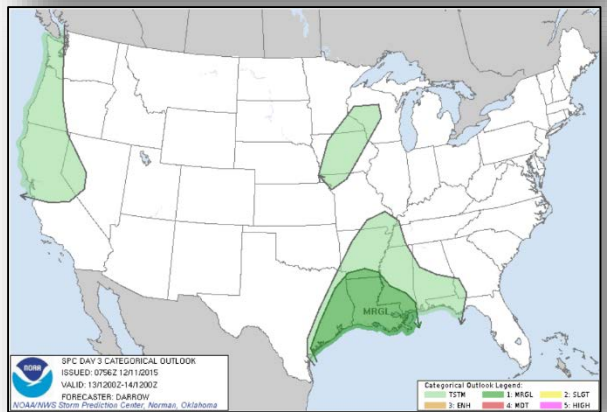 MRGL
NOAA
SPC DAY 3 CATEGORICAL OUTLOOK
ISSUED: 0756Z 12/11/2015
VALID: 13/1200Z-14/1200Z
FORECASTER: DARROW
NOAA/NWS Storm Prediction Center, Norman, Oklahoma
Categorical Outlook Legend:
TSTM 1: MRGL 2: SLGT
3: ENH 4: MDT 5: HIGH